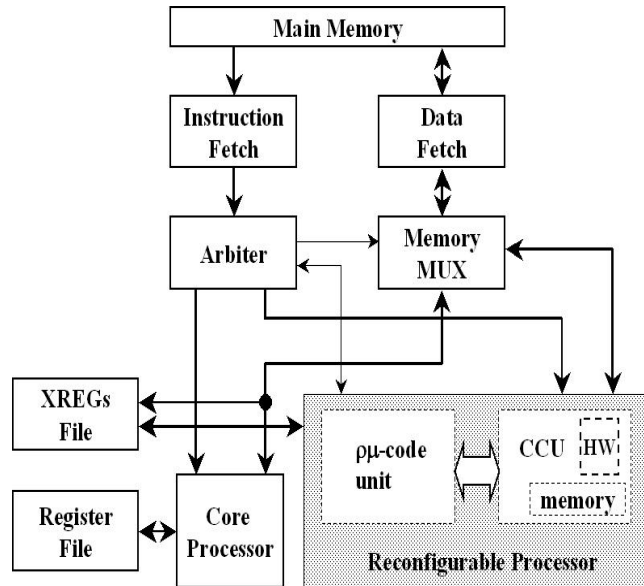 Main Memory
Instruction
Fetch
Data
Fetch
Arbiter
Memory
MUX
XREGs
File
Register
File
Core
Processor
ρμ-code
unit
CCU
HW
memory
Reconfigurable Processor